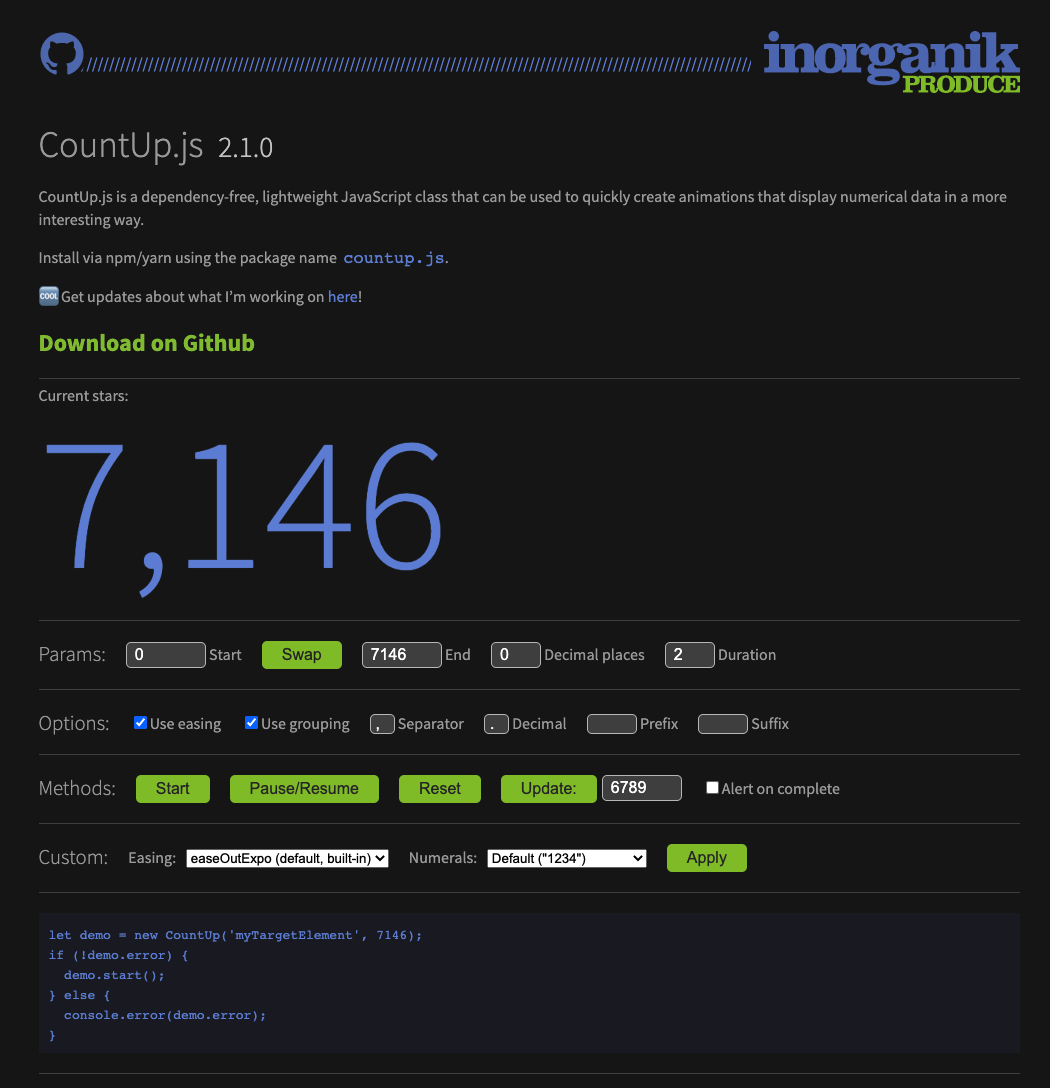 inorganik
PRODUCE
CountUp.js 2.1.0
CountUp.js is a dependency-free, lightweight JavaScript class that can be used to quickly create animations that display numerical data in a more
interesting way.
Install via npm/yarn using the package name countup.js.
COOL Get updates about what I'm working on here!
Download on Github
Current stars:
7,146
Params: 0 Start Swap 7146 End 0 Decimal places 2 Duration
Options: Use easing Use grouping , Separator . Decimal Prefix Suffix
Methods: Start Pause/Resume Reset Update: 6789 Alert on complete
Custom: Easing: easeOutExpo (default, built-in) Numerals: Default ("1234") Apply
let demo = new CountUp('myTargetElement', 7146);
if (!demo.error) {
  demo.start();
} else {
  console.error(demo.error);
}